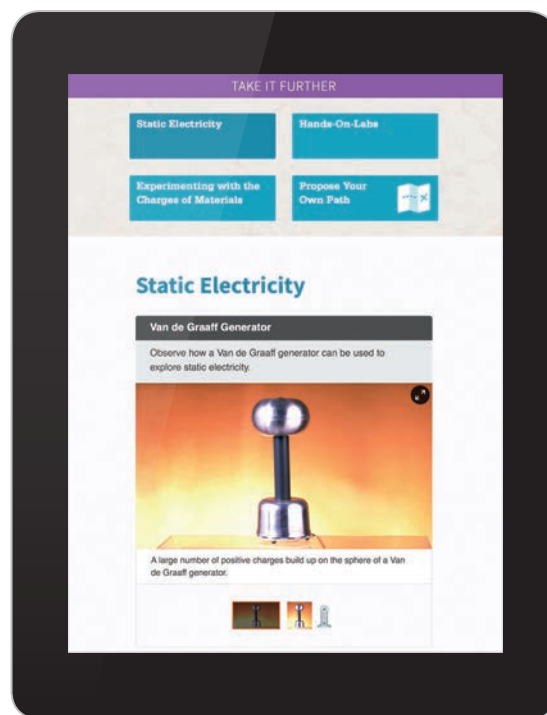 TAKE IT FURTHER
Static Electricity
Hands-On-Labs
Experimenting with the
Charges of Materials
Propose Your
Own Path
Static Electricity
Van de Graaff Generator
Observe how a Van de Graaff generator can be used to
explore static electricity.
A large number of positive charges build up on the sphere of a Van
de Graaff generator.